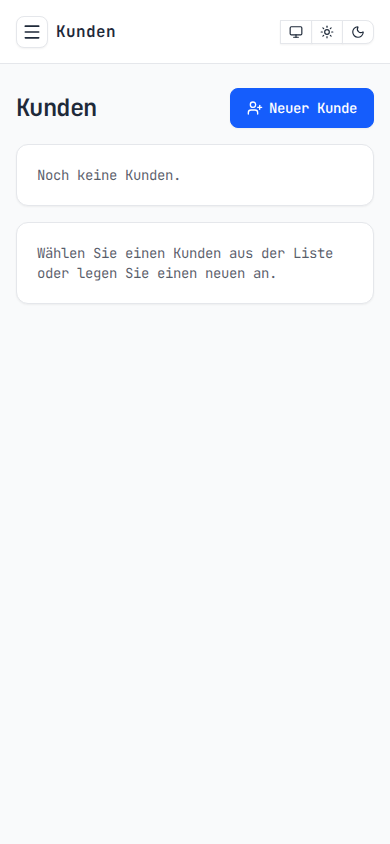 Kunden
Kunden
Neuer Kunde
Noch keine Kunden.
Wählen Sie einen Kunden aus der Liste
oder legen Sie einen neuen an.